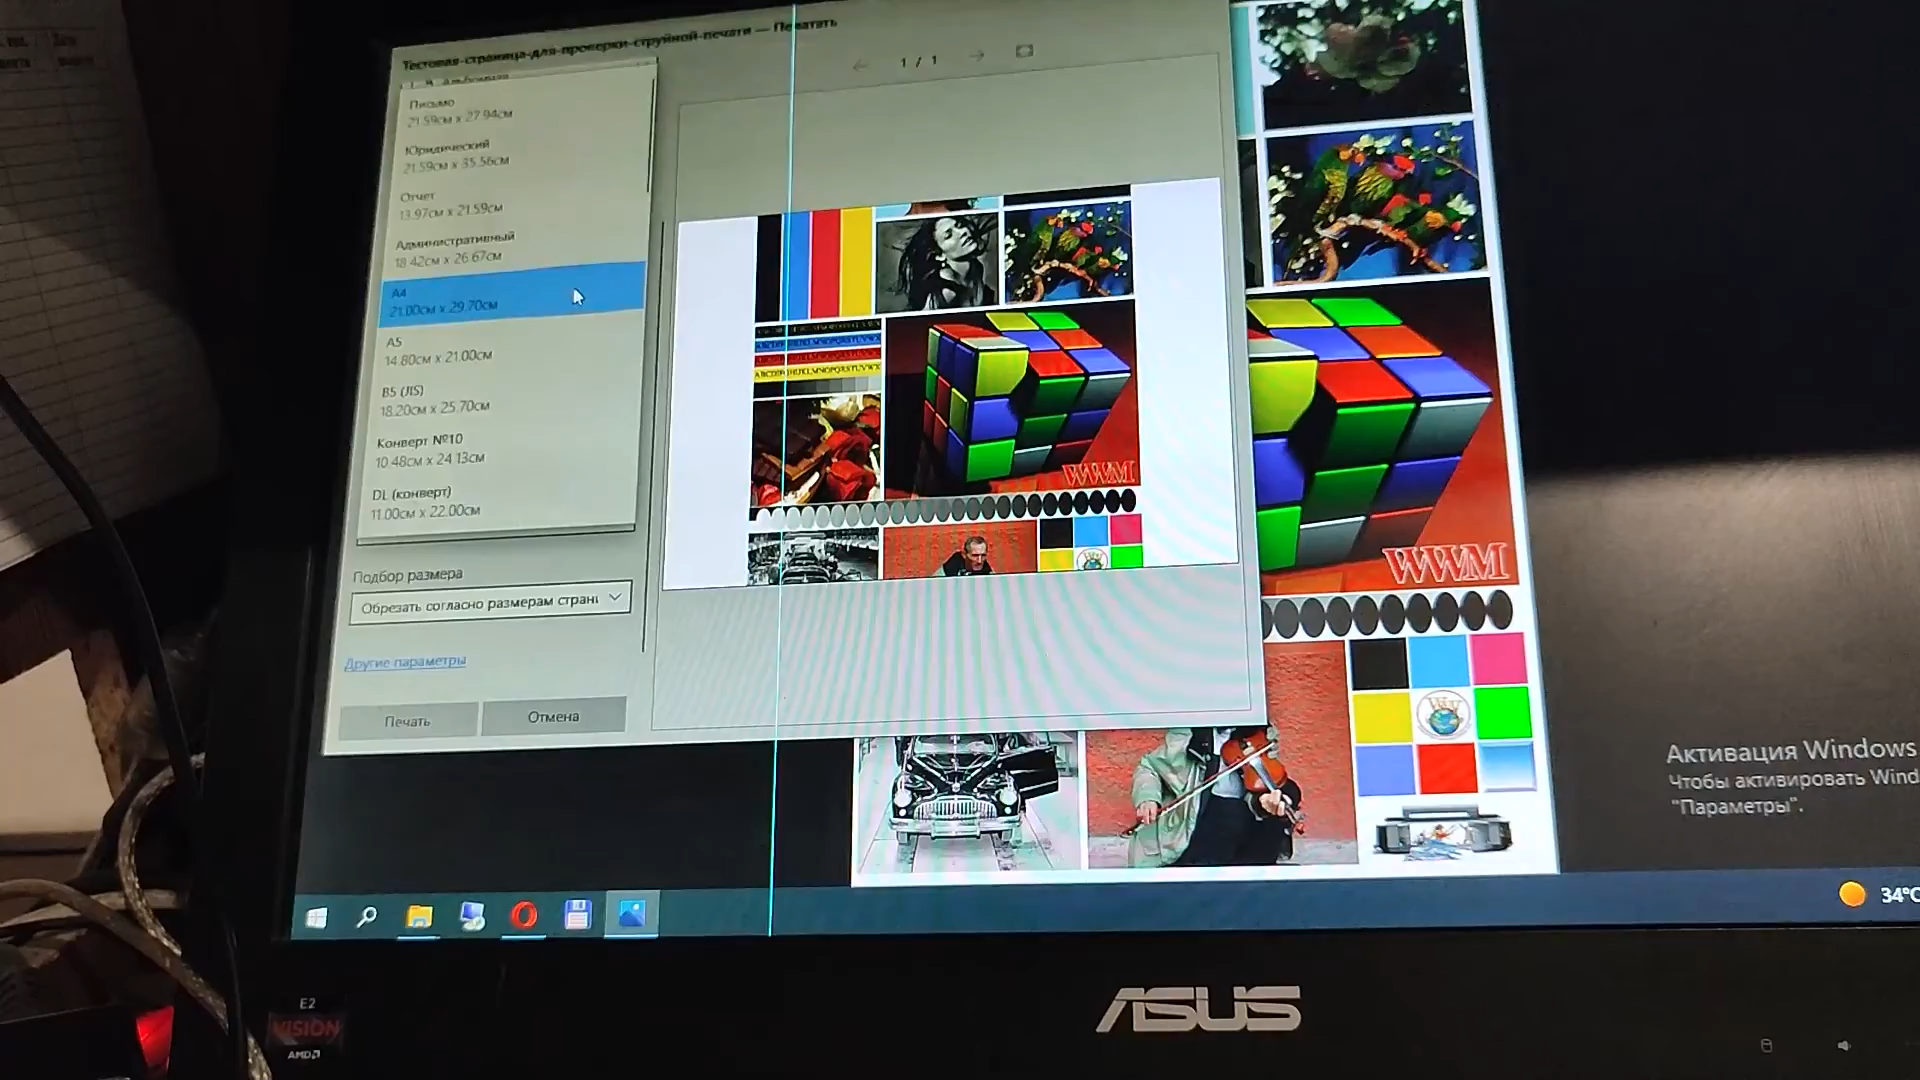 Тестовая-страница-для-проверки-струйной-печати — Печатать
1 / 1
Письмо
21.59см x 27.94см
Юридический
21.59см x 35.56см
Отчет
13.97см x 21.59см
Административный
18.42см x 26.67см
A4
21.00см x 29.70см
A5
14.80см x 21.00см
B5 (JIS)
18.20см x 25.70см
Конверт №10
10.48см x 24.13см
DL (конверт)
11.00см x 22.00см
Подбор размера
Обрезать согласно размерам страни
Другие параметры
Печать
Отмена
WWM
WWM
Активация Windows
Чтобы активировать Wind
"Параметры".
34°C
ASUS
E2
VISION
AMD